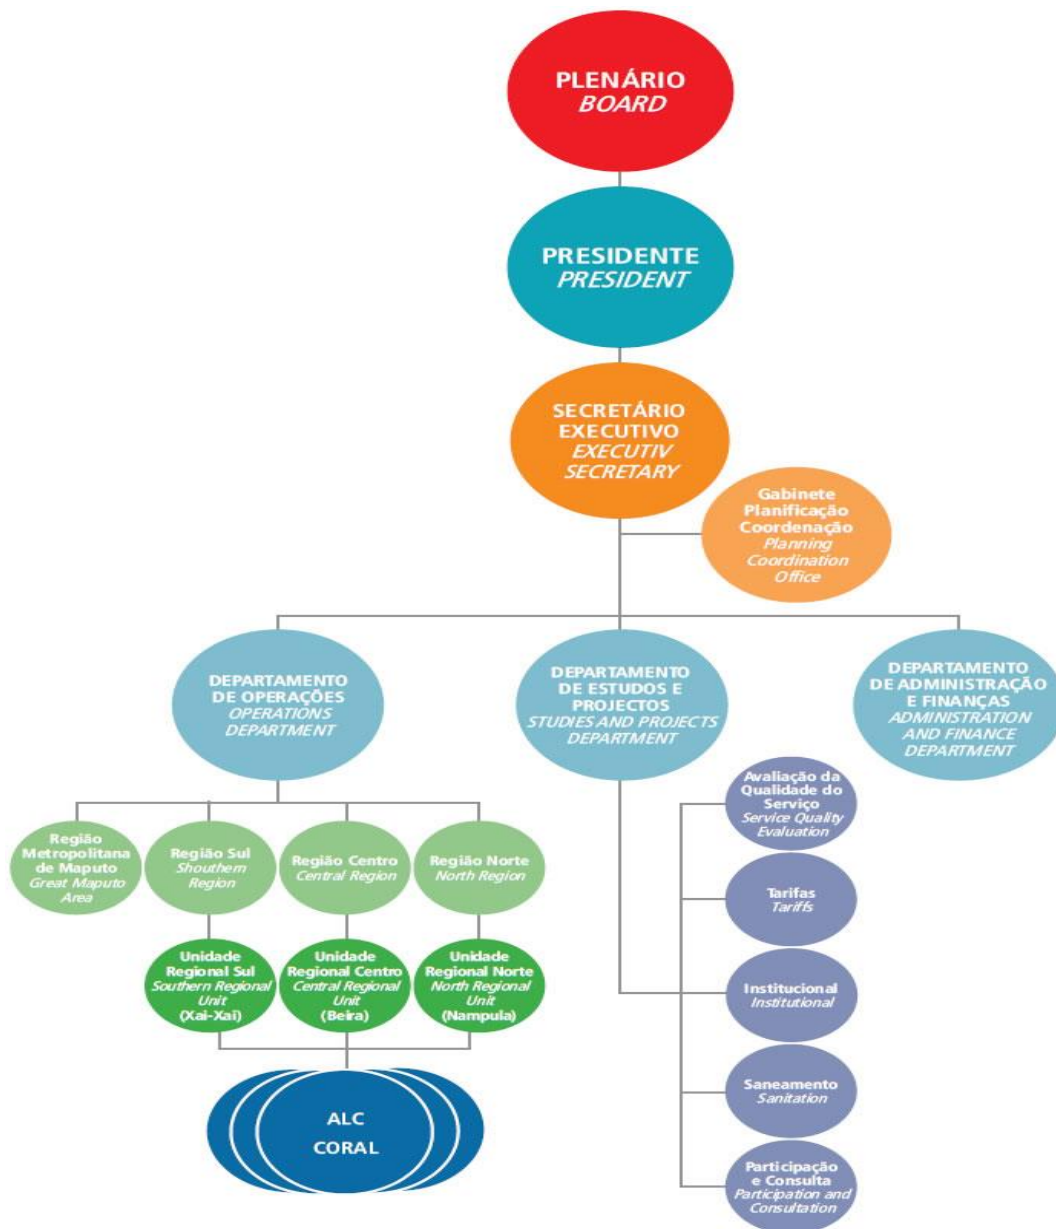 PLENÁRIO
BOARD
PRESIDENTE
PRESIDENT
SECRETÁRIO
EXECUTIVO
EXECUTIV
SECRETARY
Gabinete
Planificação
Coordenação
Planning
Coordination
Office
DEPARTAMENTO
DE OPERAÇÕES
OPERATIONS
DEPARTMENT
DEPARTAMENTO
DE ESTUDOS E
PROJECTOS
STUDIES AND PROJECTS
DEPARTMENT
DEPARTAMENTO
DE ADMINISTRAÇÃO
E FINANÇAS
ADMINISTRATION
AND FINANCE
DEPARTMENT
Região
Metropolitana
de Maputo
Great Maputo
Area
Região Sul
Shouthern
Region
Região Centro
Central Region
Região Norte
North Region
Unidade
Regional Sul
Southern Regional
Unit
(Xai-Xai)
Unidade
Regional Centro
Central Regional
Unit
(Beira)
Unidade
Regional Norte
North Regional
Unit
(Nampula)
ALC
CORAL
Avaliação da
Qualidade do
Serviço
Service Quality
Evaluation
Tarifas
Tariffs
Institucional
Institutional
Saneamento
Sanitation
Participação
e Consulta
Participation and
Consultation